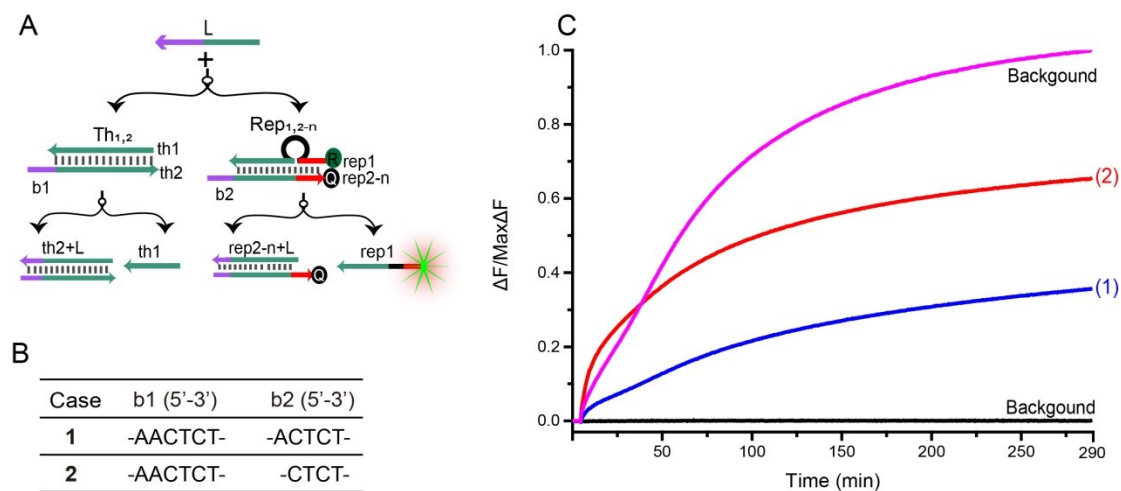 A
L
+
Th1,2
th1
th2
b1
Rep1,2-n
R
rep1
Q
rep2-n
b2
th2+L
th1
rep2-n+L
Q
rep1
B
Case b1 (5'-3') b2 (5'-3')
1 -AACTCT- -ACTCT-
2 -AACTCT- -CTCT-
C
ΔF/MaxΔF
1.0
0.8
0.6
0.4
0.2
0.0
Backgound
(2)
(1)
Backgound
50 100 150 200 250 290
Time (min)